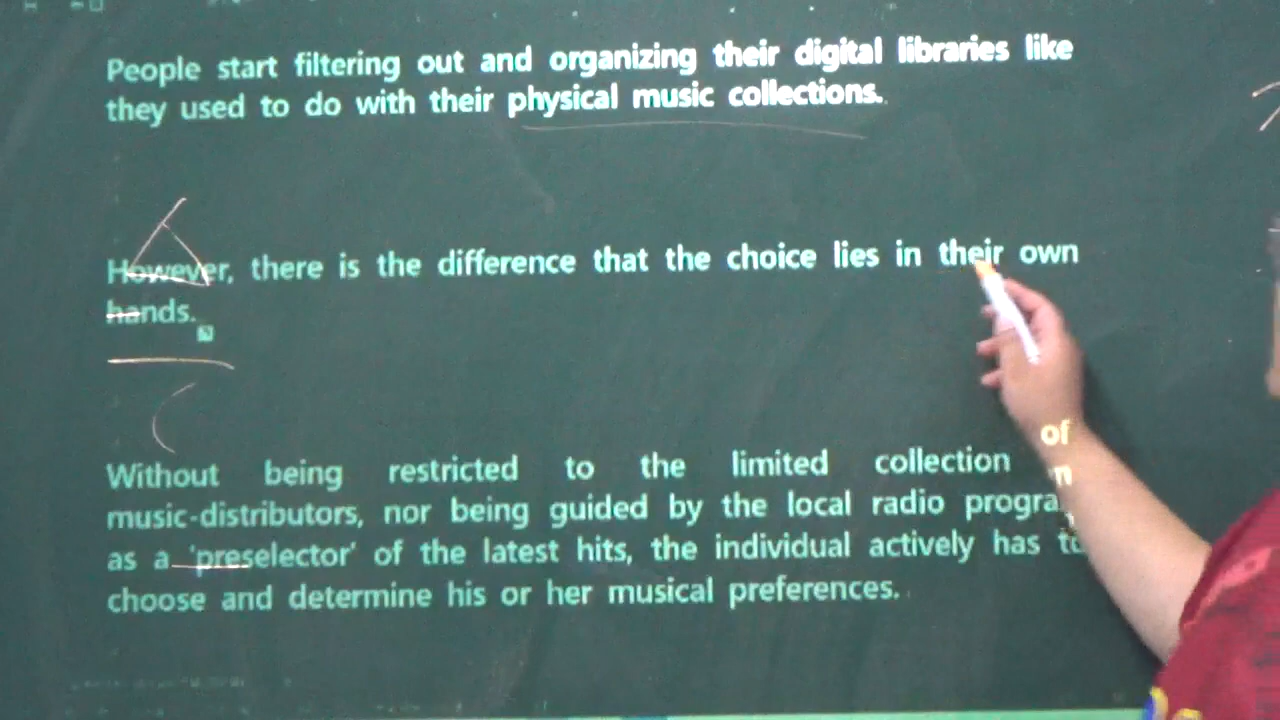 People start filtering out and organizing their digital libraries like
they used to do with their physical music collections.
However, there is the difference that the choice lies in their own
hands.
Without being restricted to the limited collection of
music-distributors, nor being guided by the local radio
as a 'preselector' of the latest hits, the individual actively has to
choose and determine his or her musical preferences.